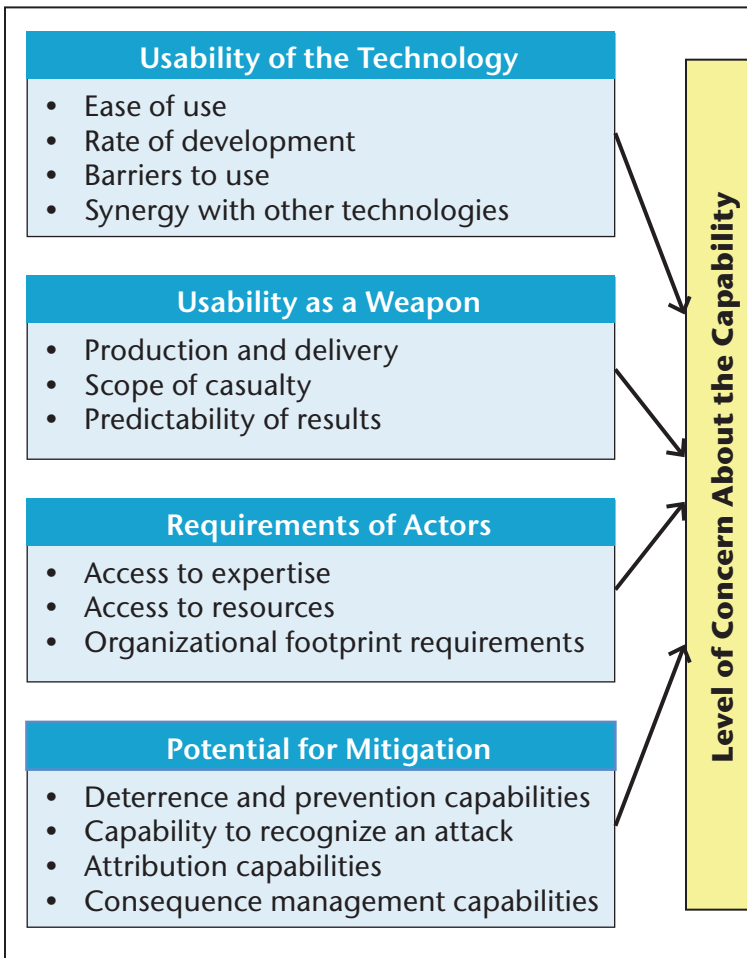 Usability of the Technology
• Ease of use
• Rate of development
• Barriers to use
• Synergy with other technologies
Usability as a Weapon
• Production and delivery
• Scope of casualty
• Predictability of results
Requirements of Actors
• Access to expertise
• Access to resources
• Organizational footprint requirements
Potential for Mitigation
• Deterrence and prevention capabilities
• Capability to recognize an attack
• Attribution capabilities
• Consequence management capabilities
Level of Concern About the Capability